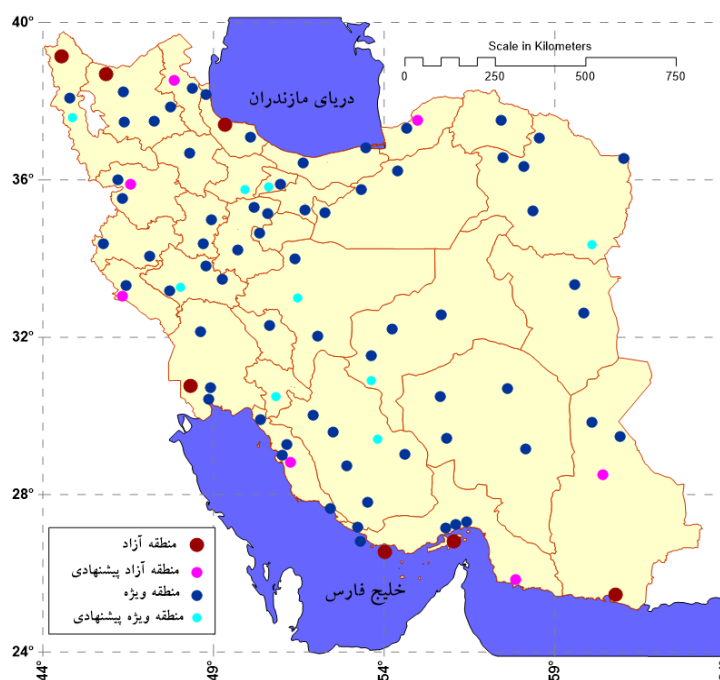 40°
Scale in Kilometers
0 250 500 750
دریای مازندران
36°
32°
28°
منطقه آزاد
منطقه آزاد پیشنهادی
منطقه ویژه
منطقه ویژه پیشنهادی
خلیج فارس
24°
44°
49°
54°
59°